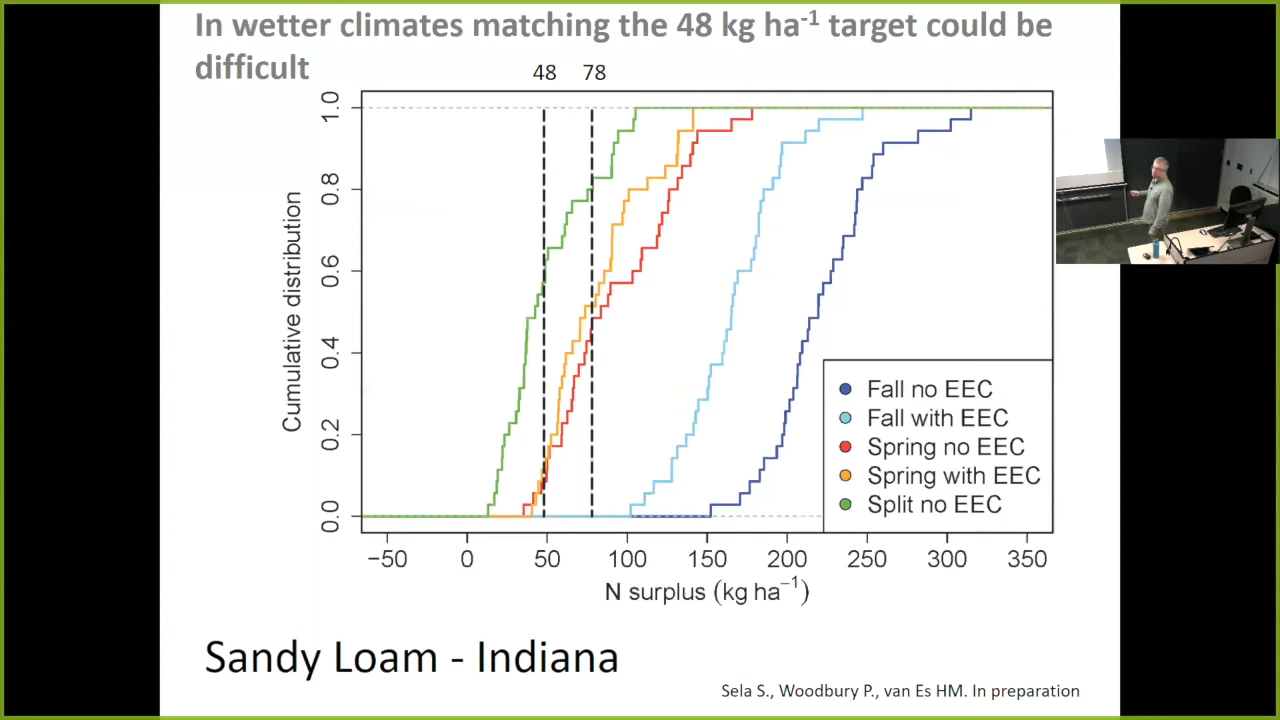 In wetter climates matching the 48 kg ha-1 target could be
difficult
48 78
1.0
0.8
0.6
0.4
0.2
0.0
Cumulative distribution
−50 0 50 100 150 200 250 300 350
N surplus (kg ha−1)
Fall no EEC
Fall with EEC
Spring no EEC
Spring with EEC
Split no EEC
Sandy Loam - Indiana
Sela S., Woodbury P., van Es HM. In preparation